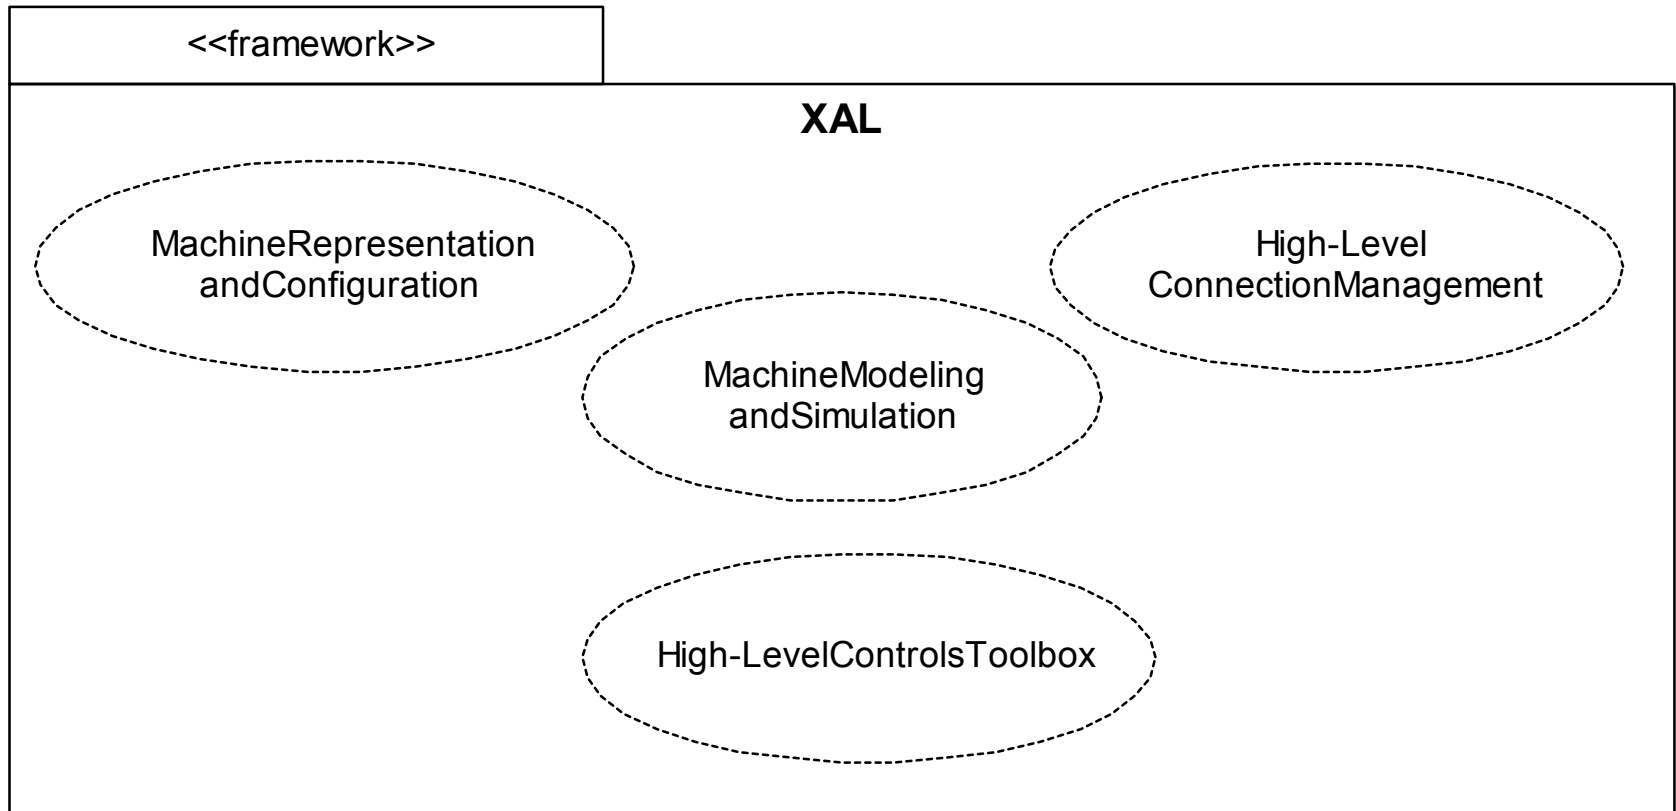 <<framework>>
XAL
MachineRepresentation
andConfiguration
High-Level
ConnectionManagement
MachineModeling
andSimulation
High-LevelControlsToolbox